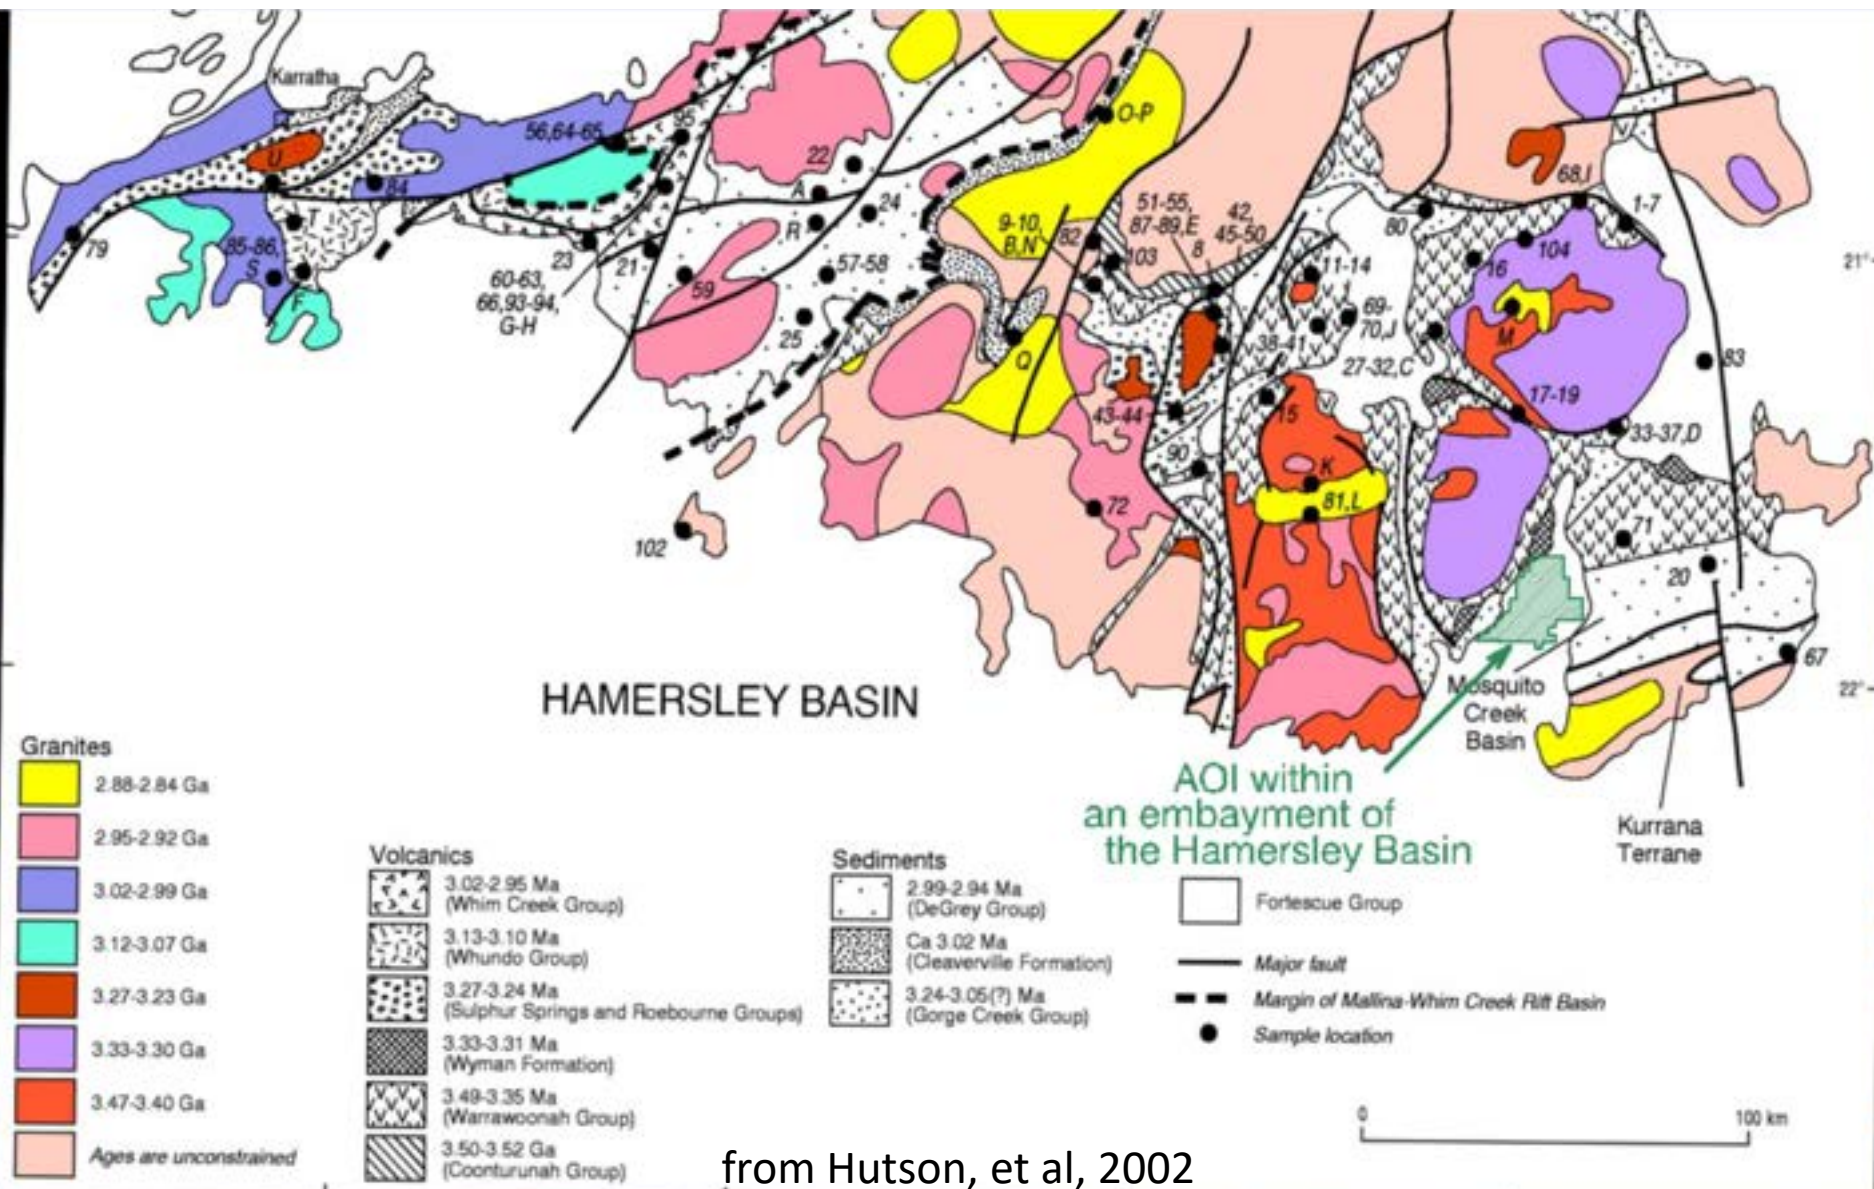 Karratha
56,64-65
95
O-P
U
22
68,I
84
A
24
51-55,
87-89,E
8
42,
45-50
1-7
80
79
T
R
9-10,
B,N
82
104
85-86,
S
103
16
23
21
57-58
11-14
21°
F
59
60-63,
66,93-94,
G-H
69-
70,J
25
38-41
M
Q
27-32,C
83
17-19
43-44
15
33-37,D
90
K
72
81,L
71
102
20
67
HAMERSLEY BASIN
Mosquito
Creek
Basin
22°
AOI within
an embayment of
the Hamersley Basin
Kurrana
Terrane
Granites
2.88-2.84 Ga
2.95-2.92 Ga
3.02-2.99 Ga
3.12-3.07 Ga
3.27-3.23 Ga
3.33-3.30 Ga
3.47-3.40 Ga
Ages are unconstrained
Volcanics
3.02-2.95 Ma
(Whim Creek Group)
3.13-3.10 Ma
(Whundo Group)
3.27-3.24 Ma
(Sulphur Springs and Roebourne Groups)
3.33-3.31 Ma
(Wyman Formation)
3.49-3.35 Ma
(Warrawoonah Group)
3.50-3.52 Ga
(Coonturunah Group)
Sediments
2.99-2.94 Ma
(DeGrey Group)
Ca 3.02 Ma
(Cleaverville Formation)
3.24-3.05(?) Ma
(Gorge Creek Group)
Fortescue Group
Major fault
Margin of Mallina-Whim Creek Rift Basin
Sample location
0
100 km
from Hutson, et al, 2002